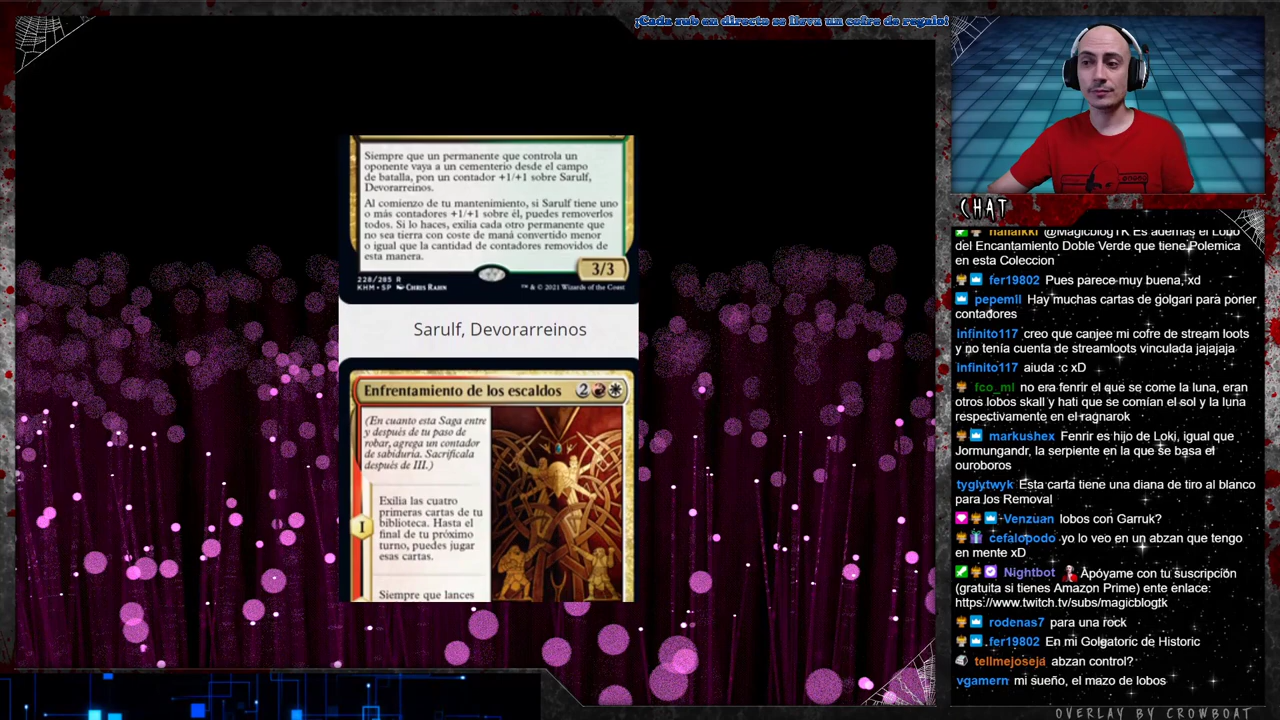 ¡Cada sub en directo se lleva un cofre de regalo!
Siempre que un permanente que controla un
oponente vaya a un cementerio desde el campo
de batalla, pon un contador +1/+1 sobre Sarulf,
Devorarreinos.
Al comienzo de tu mantenimiento, si Sarulf tiene uno
o más contadores +1/+1 sobre él, puedes removerlos
todos. Si lo haces, exilia cada otro permanente que
no sea tierra con coste de maná convertido menor
o igual que la cantidad de contadores removidos de
esta manera.
3/3
228/285 R
KHM • SP CHRIS RAHN
™ & © 2021 Wizards of the Coast
Sarulf, Devorarreinos
Enfrentamiento de los escaldos 2
(En cuanto esta Saga entre
y después de tu paso de
robar, agrega un contador
de sabiduría. Sacrifícala
después de III.)
I
Exilia las cuatro
primeras cartas de tu
biblioteca. Hasta el
final de tu próximo
turno, puedes jugar
esas cartas.
Siempre que lances
CHAT
@MagicblogTK Es además el Lobo
del Encantamiento Doble Verde que tiene Polemica
en esta Coleccion
fer19802 Pues parece muy buena, xd
pepemll Hay muchas cartas de golgari para poner
contadores
infinito117 creo que canjee mi cofre de stream loots
y no tenía cuenta de streamloots vinculada jajajaja
infinito117 aiuda :c xD
fco_ml no era fenrir el que se come la luna, eran
otros lobos skall y hati que se comían el sol y la luna
respectivamente en el ragnarok
markushex Fenrir es hijo de Loki, igual que
Jormungandr, la serpiente en la que se basa el
ouroboros
tyglytwyk Esta carta tiene una diana de tiro al blanco
para los Removal
Venzuan lobos con Garruk?
cefalopodo yo lo veo en un abzan que tengo
en mente xD
Nightbot Apóyame con tu suscripción
(gratuita si tienes Amazon Prime) ente enlace:
https://www.twitch.tv/subs/magicblogtk
rodenas7 para una rock
fer19802 En mi Golgatoric de Historic
tellmejoseja abzan control?
vgamern mi sueño, el mazo de lobos
OVERLAY BY CROWBOAT